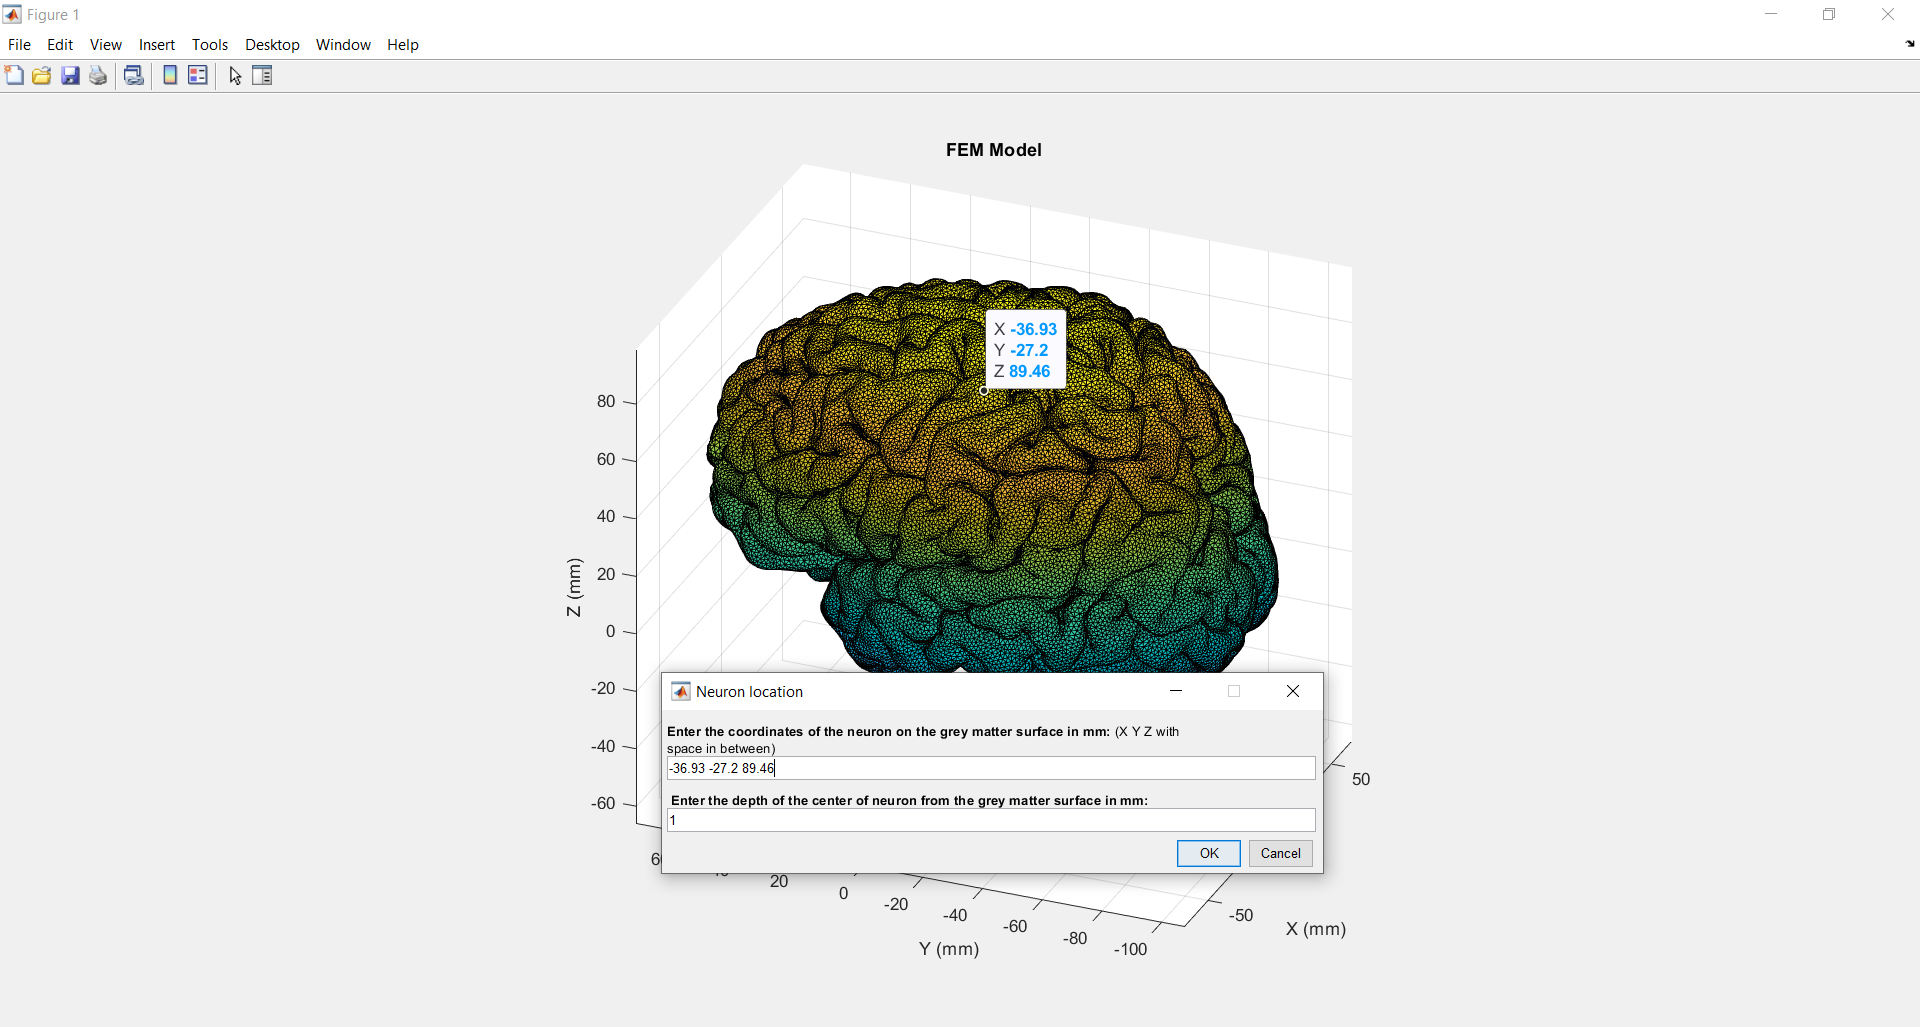 Figure 1
File Edit View Insert Tools Desktop Window Help
FEM Model
X -36.93
Y -27.2
Z 89.46
80
60
40
20
0
-20
-40
-60
Z (mm)
Neuron location
Enter the coordinates of the neuron on the grey matter surface in mm: (X Y Z with
space in between)
-36.93 -27.2 89.46
Enter the depth of the center of neuron from the grey matter surface in mm:
1
OK Cancel
20
0
-20
-40
-60
-80
-100
Y (mm)
50
-50
X (mm)